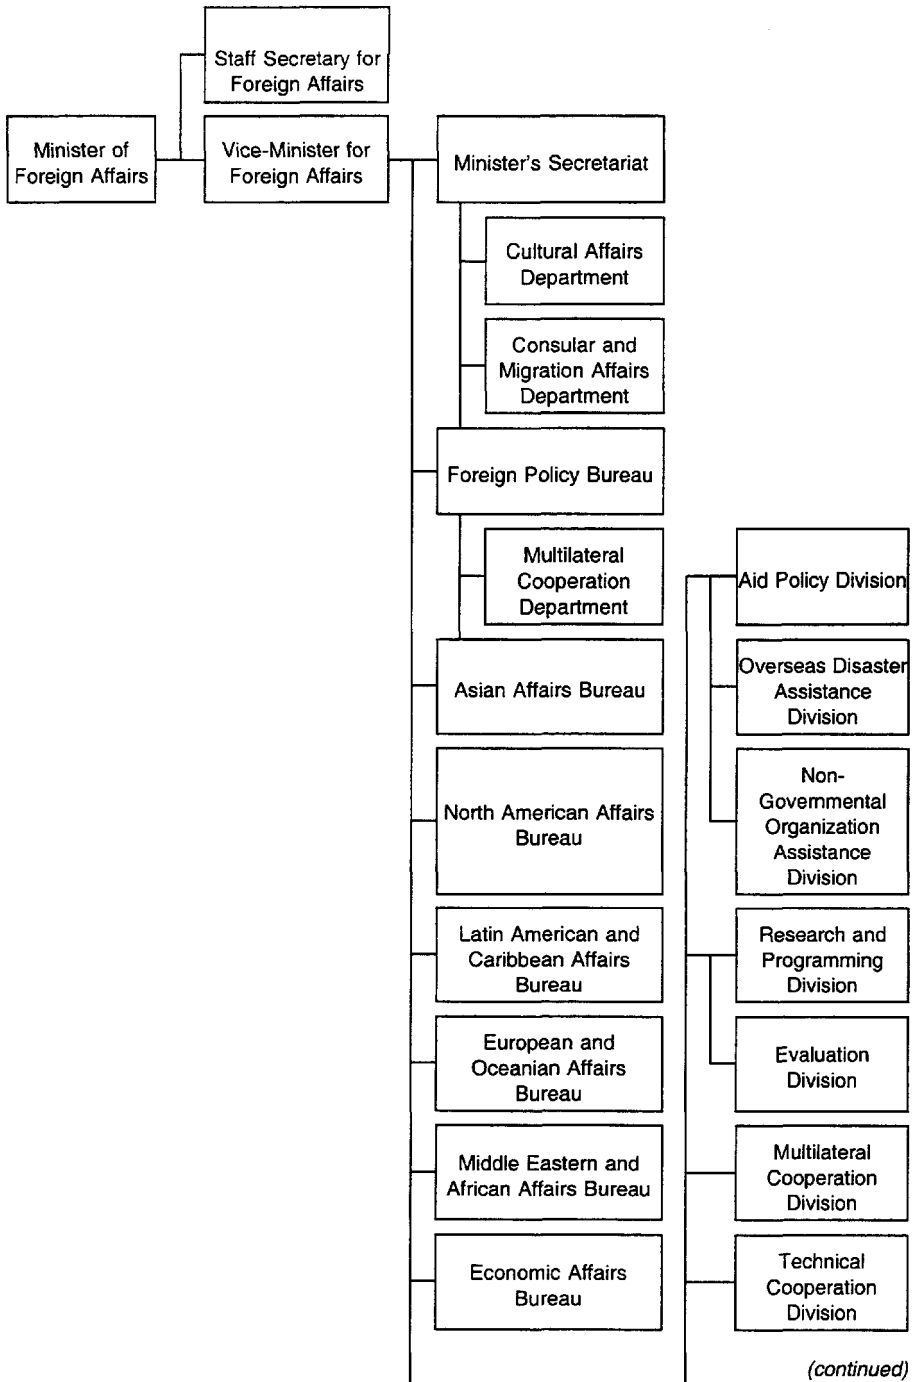 Staff Secretary for
Foreign Affairs
Minister of
Foreign Affairs
Vice-Minister for
Foreign Affairs
Minister's Secretariat
Cultural Affairs
Department
Consular and
Migration Affairs
Department
Foreign Policy Bureau
Multilateral
Cooperation
Department
Asian Affairs Bureau
North American Affairs
Bureau
Latin American and
Caribbean Affairs
Bureau
European and
Oceanian Affairs
Bureau
Middle Eastern and
African Affairs Bureau
Economic Affairs
Bureau
Aid Policy Division
Overseas Disaster
Assistance
Division
Non-
Governmental
Organization
Assistance
Division
Research and
Programming
Division
Evaluation
Division
Multilateral
Cooperation
Division
Technical
Cooperation
Division
(continued)